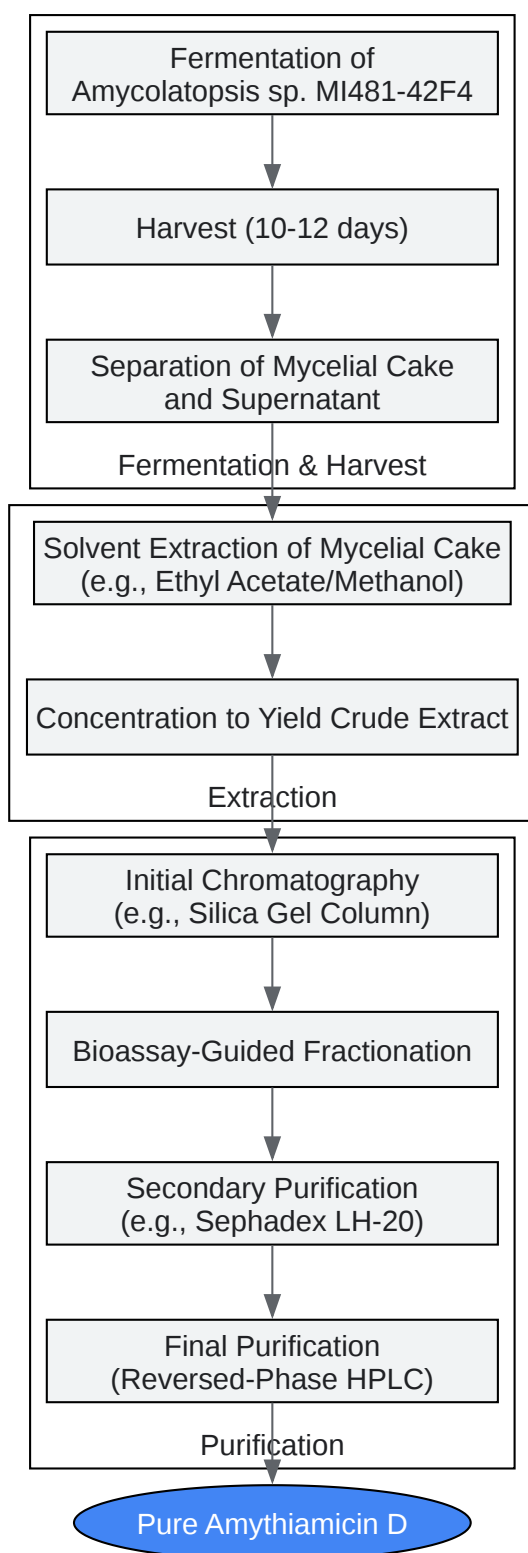 Fermentation of
Amycolatopsis sp. MI481-42F4
Harvest (10-12 days)
Separation of Mycelial Cake
and Supernatant
Fermentation & Harvest
Solvent Extraction of Mycelial Cake
(e.g., Ethyl Acetate/Methanol)
Concentration to Yield Crude Extract
Extraction
Initial Chromatography
(e.g., Silica Gel Column)
Bioassay-Guided Fractionation
Secondary Purification
(e.g., Sephadex LH-20)
Final Purification
(Reversed-Phase HPLC)
Purification
Pure Amythiamicin D